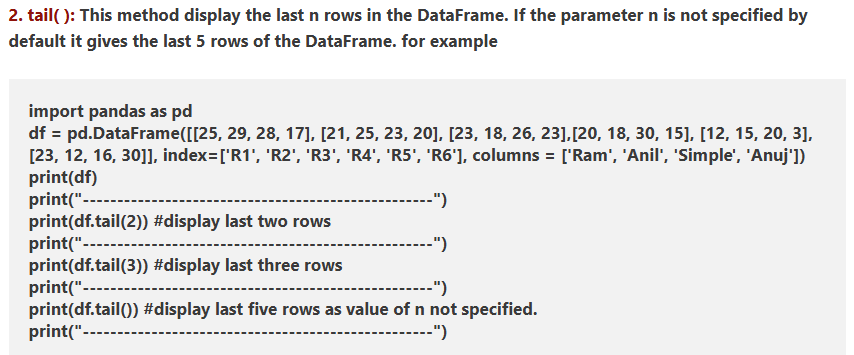 2. tail( ): This method display the last n rows in the DataFrame. If the parameter n is not specified by
default it gives the last 5 rows of the DataFrame. for example
import pandas as pd
df = pd.DataFrame([[25, 29, 28, 17], [21, 25, 23, 20], [23, 18, 26, 23],[20, 18, 30, 15], [12, 15, 20, 3],
[23, 12, 16, 30]], index=['R1', 'R2', 'R3', 'R4', 'R5', 'R6'], columns = ['Ram', 'Anil', 'Simple', 'Anuj'])
print(df)
print("---------------------------------------------------")
print(df.tail(2)) #display last two rows
print("---------------------------------------------------")
print(df.tail(3)) #display last three rows
print("---------------------------------------------------")
print(df.tail()) #display last five rows as value of n not specified.
print("---------------------------------------------------")